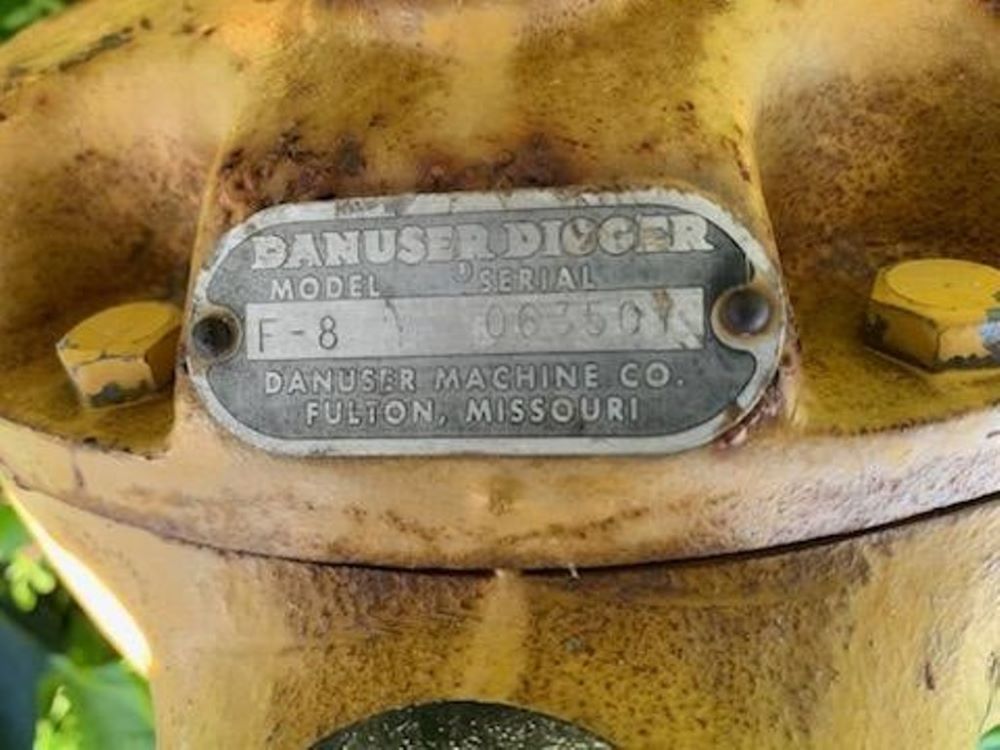 DANUSER DIGGER
MODEL SERIAL
F-8
DANUSER MACHINE CO.
FULTON, MISSOURI